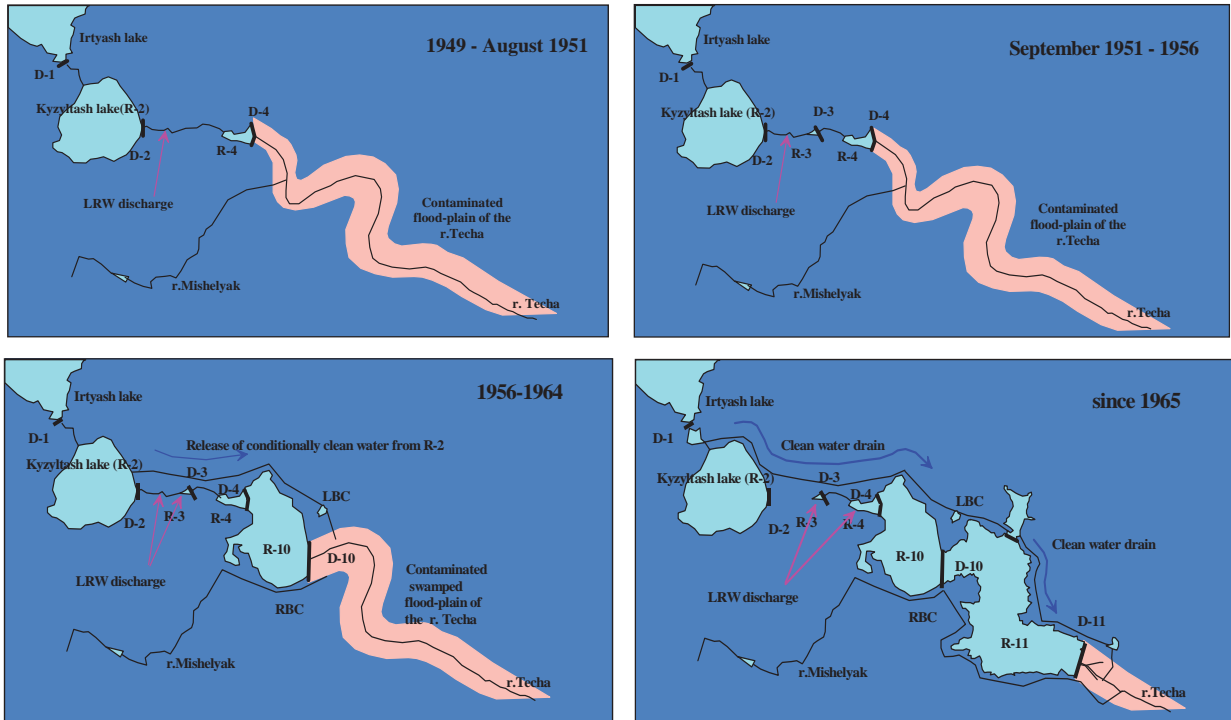 1949 - August 1951
Irtyash lake
D-1
Kyzyltash lake(R-2)
D-4
D-2
R-4
LRW discharge
Contaminated
flood-plain of the
r.Techa
r.Mishelyak
r. Techa
September 1951 - 1956
Irtyash lake
D-1
Kyzyltash lake (R-2)
D-3
D-4
D-2
R-3
R-4
LRW discharge
Contaminated
flood-plain of the
r.Techa
r.Mishelyak
r.Techa
1956-1964
Irtyash lake
D-1
Release of conditionally clean water from R-2
Kyzyltash lake (R-2)
D-3
D-4
LBC
D-2
R-3
R-4
R-10
D-10
LRW discharge
RBC
Contaminated
swamped
flood-plain of
the r. Techa
r.Mishelyak
r.Techa
since 1965
Irtyash lake
D-1
Clean water drain
Kyzyltash lake (R-2)
D-3
D-4
LBC
D-2
R-3
R-4
R-10
D-10
Clean water drain
LRW discharge
RBC
D-11
R-11
r.Mishelyak
r.Techa